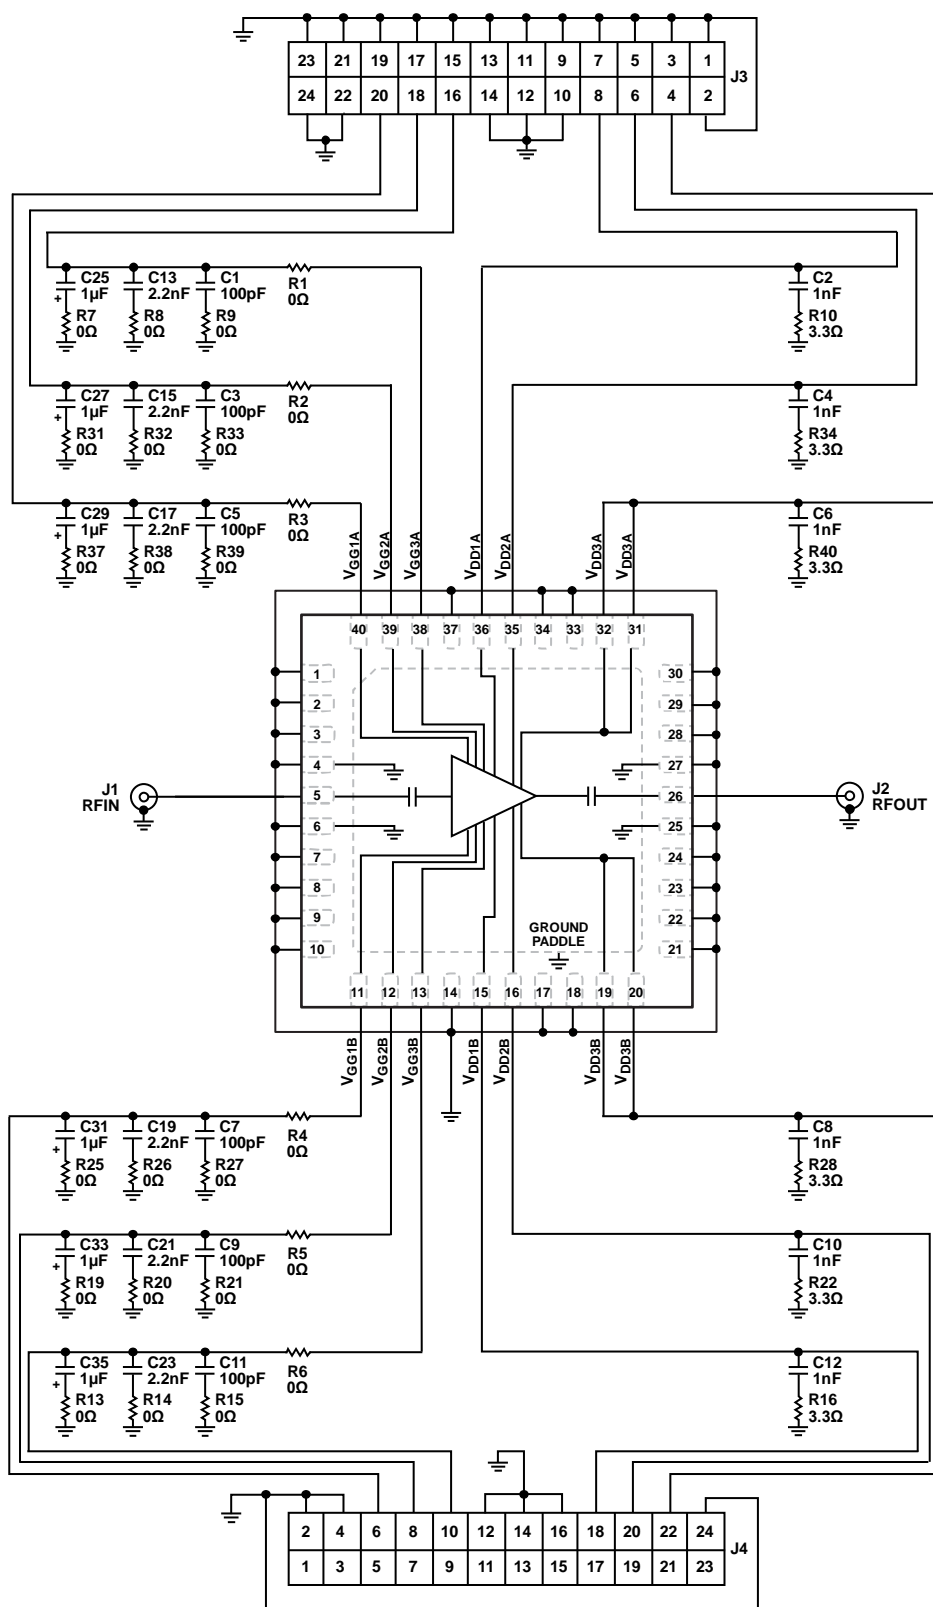 23 21 19 17 15 13 11 9 7 5 3 1
J3
24 22 20 18 16 14 12 10 8 6 4 2
C25 1µF
C13 2.2nF
C1 100pF
R1 0Ω
C2 1nF
R7 0Ω
R8 0Ω
R9 0Ω
R10 3.3Ω
+
C27 1µF
C15 2.2nF
C3 100pF
R2 0Ω
C4 1nF
R31 0Ω
R32 0Ω
R33 0Ω
R34 3.3Ω
+
C29 1µF
C17 2.2nF
C5 100pF
R3 0Ω
C6 1nF
R37 0Ω
R38 0Ω
R39 0Ω
R40 3.3Ω
+
VGG1A VGG2A VGG3A VDD1A VDD2A VDD3A VDD3A
40 39 38 37 36 35 34 33 32 31
1 30
2 29
3 28
4 27
J1 RFIN
5 26
J2 RFOUT
6 25
7 24
8 23
9 22
10 21
GROUND
PADDLE
11 12 13 14 15 16 17 18 19 20
VGG1B VGG2B VGG3B VDD1B VDD2B VDD3B VDD3B
C31 1µF
C19 2.2nF
C7 100pF
R4 0Ω
C8 1nF
R25 0Ω
R26 0Ω
R27 0Ω
R28 3.3Ω
+
C33 1µF
C21 2.2nF
C9 100pF
R5 0Ω
C10 1nF
R19 0Ω
R20 0Ω
R21 0Ω
R22 3.3Ω
+
C35 1µF
C23 2.2nF
C11 100pF
R6 0Ω
C12 1nF
R13 0Ω
R14 0Ω
R15 0Ω
R16 3.3Ω
+
2 4 6 8 10 12 14 16 18 20 22 24
J4
1 3 5 7 9 11 13 15 17 19 21 23